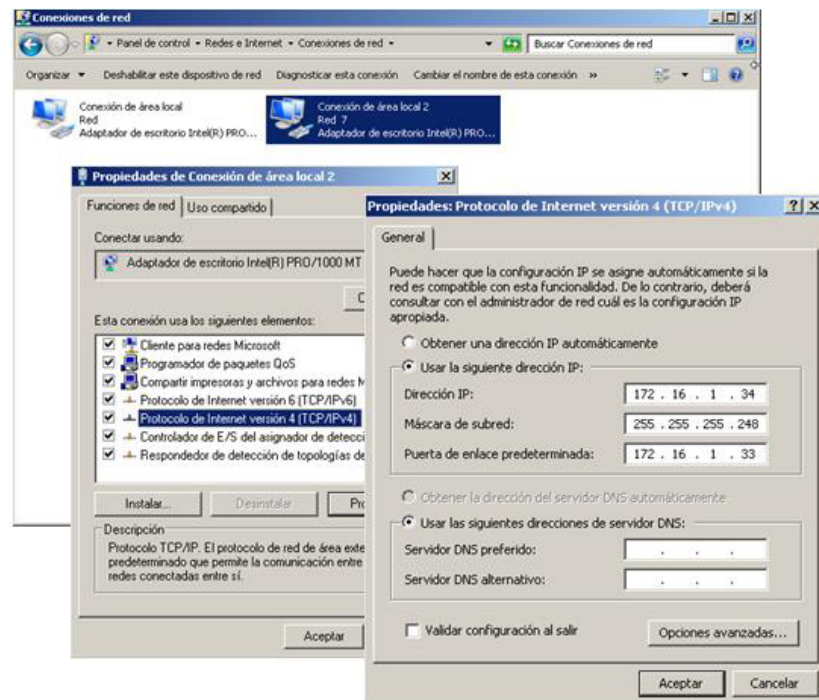 Conexiones de red
Panel de control • Redes e Internet • Conexiones de red
Buscar Conexiones de red
Organizar Deshabilitar este dispositivo de red Diagnosticar esta conexión Cambiar el nombre de esta conexión »
Conexión de área local
Red
Adaptador de escritorio Intel(R) PRO...
Conexión de área local 2
Red 7
Adaptador de escritorio Intel(R) PRO...
Propiedades de Conexión de área local 2
Funciones de red
Uso compartido
Conectar usando:
Adaptador de escritorio Intel(R) PRO/1000 MT
C
Esta conexión usa los siguientes elementos:
Cliente para redes Microsoft
Programador de paquetes QoS
Compartir impresoras y archivos para redes M
Protocolo de Internet versión 6 (TCP/IPv6)
Protocolo de Internet versión 4 (TCP/IPv4)
Controlador de E/S del asignador de detecci
Respondedor de detección de topologías de
Instalar...
Desinstalar
Pro
Descripción
Protocolo TCP/IP. El protocolo de red de área exte
predeterminado que permite la comunicación entre
redes conectadas entre sí.
Aceptar
Propiedades: Protocolo de Internet versión 4 (TCP/IPv4)
General
Puede hacer que la configuración IP se asigne automáticamente si la
red es compatible con esta funcionalidad. De lo contrario, deberá
consultar con el administrador de red cuál es la configuración IP
apropiada.
Obtener una dirección IP automáticamente
Usar la siguiente dirección IP:
Dirección IP: 172 . 16 . 1 . 34
Máscara de subred: 255 . 255 . 255 . 248
Puerta de enlace predeterminada: 172 . 16 . 1 . 33
Obtener la dirección del servidor DNS automáticamente
Usar las siguientes direcciones de servidor DNS:
Servidor DNS preferido: . . .
Servidor DNS alternativo: . . .
Validar configuración al salir
Opciones avanzadas...
Aceptar
Cancelar